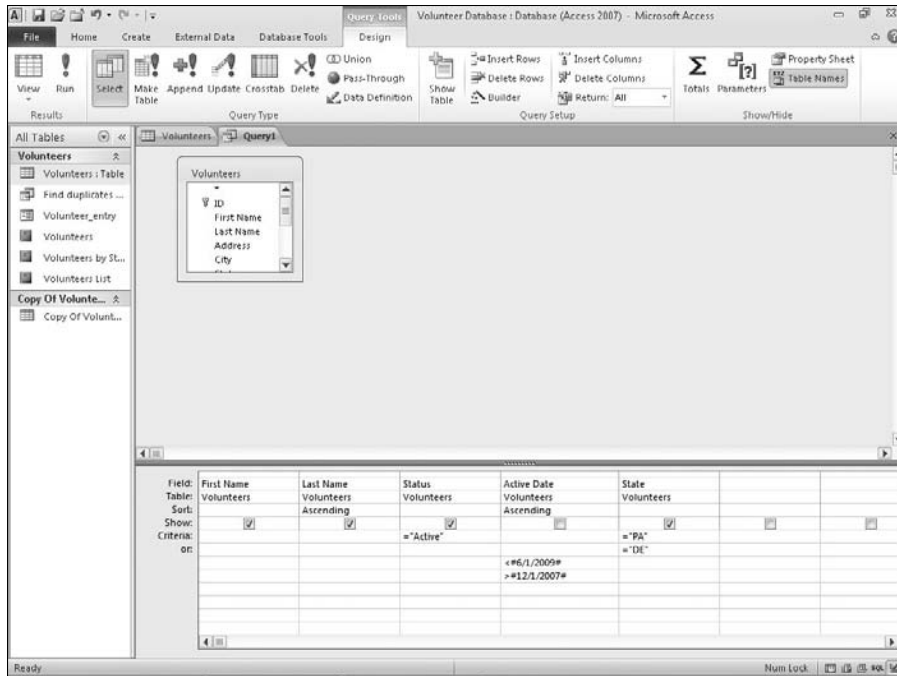 A
Query Tools
Volunteer Database : Database (Access 2007) - Microsoft Access
File Home Create External Data Database Tools Design
View
Run
Select
Make Table
Append
Update
Crosstab
Delete
Union
Pass-Through
Data Definition
Show Table
Insert Rows
Delete Rows
Builder
Insert Columns
Delete Columns
Return: All
Totals
Parameters
Property Sheet
Table Names
Results Query Type Query Setup Show/Hide
All Tables
Volunteers Query1
Volunteers
Volunteers : Table
Find duplicates ...
Volunteer_entry
Volunteers
Volunteers by St...
Volunteers List
Copy Of Volunte...
Copy Of Volunt...
Volunteers
*
ID
First Name
Last Name
Address
City
Field: First Name Last Name Status Active Date State
Table: Volunteers Volunteers Volunteers Volunteers Volunteers
Sort: Ascending Ascending
Show:
Criteria: ="Active" ="PA"
or: ="DE"
<#6/1/2009#
>#12/1/2007#
Ready Num Lock SQL